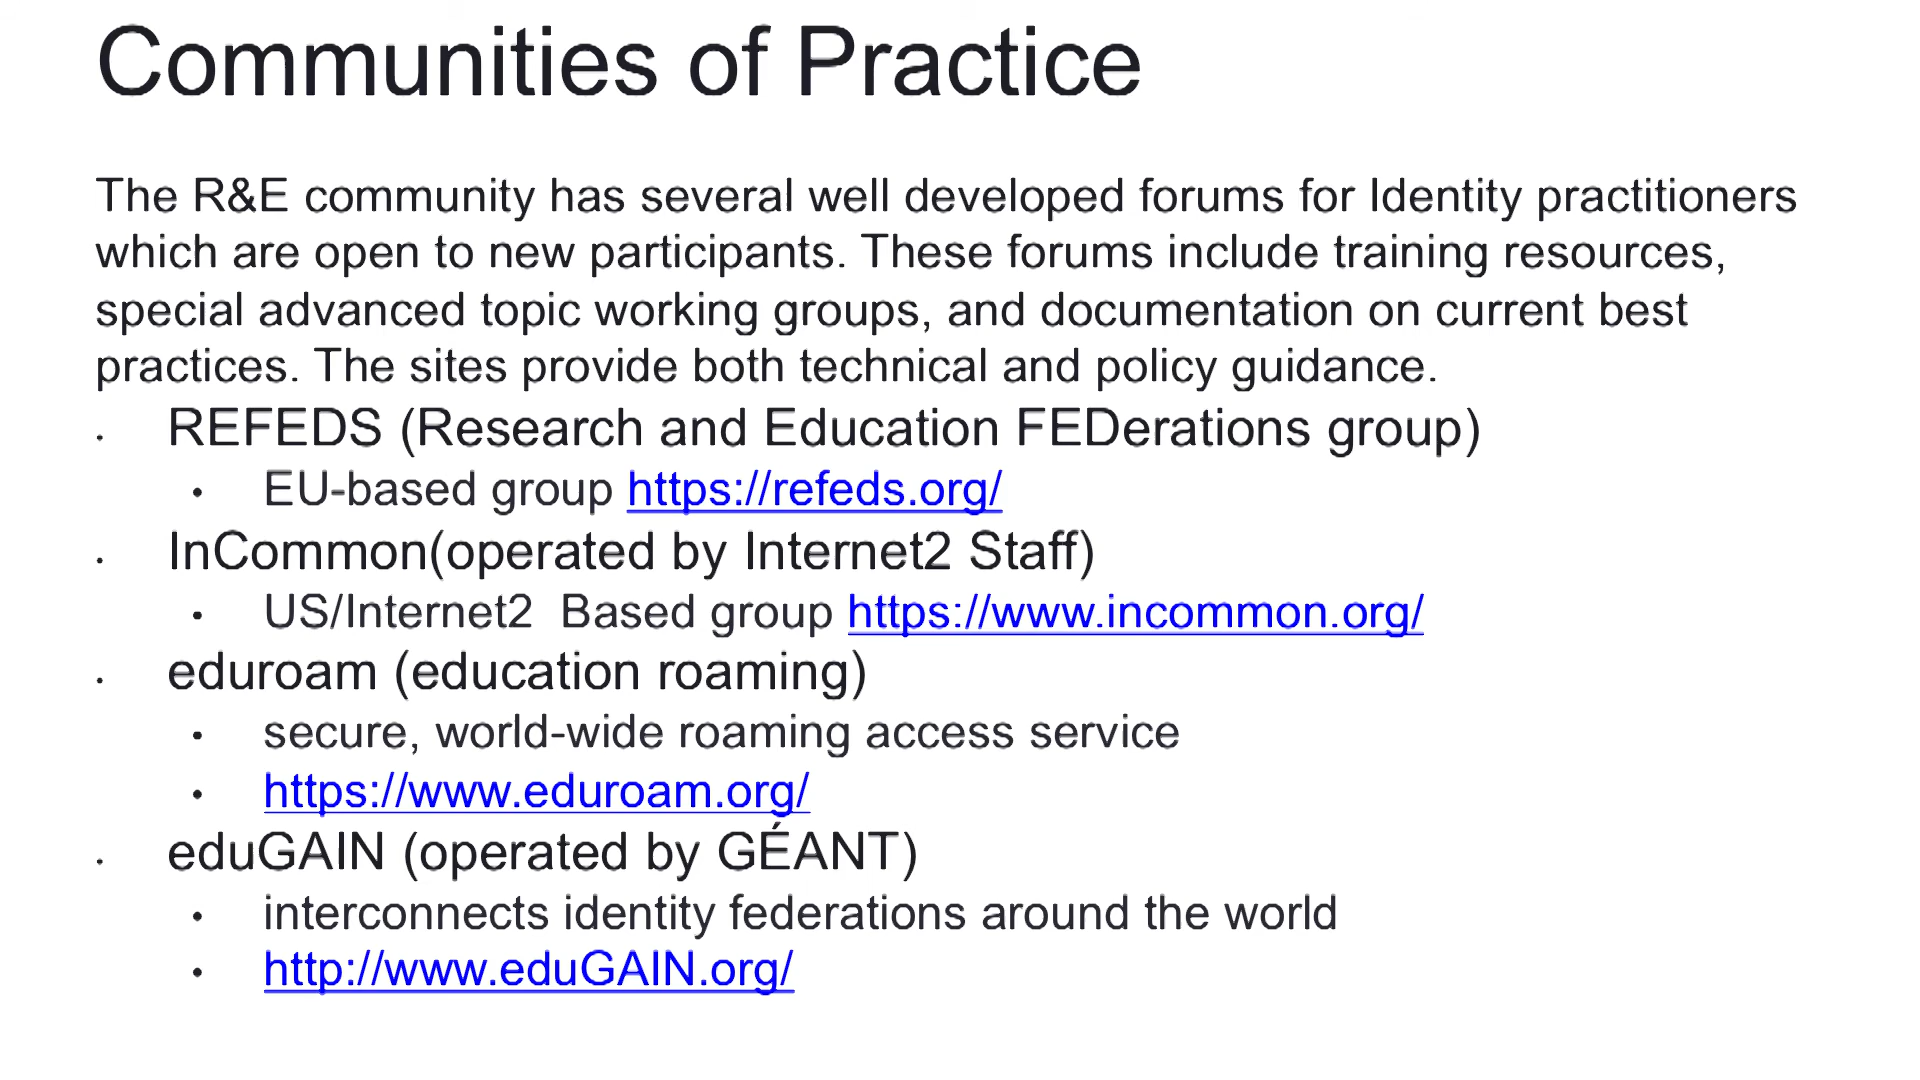 Communities of Practice
The R&E community has several well developed forums for Identity practitioners
which are open to new participants. These forums include training resources,
special advanced topic working groups, and documentation on current best
practices. The sites provide both technical and policy guidance.
• REFEDS (Research and Education FEDerations group)
• EU-based group https://refeds.org/
• InCommon(operated by Internet2 Staff)
• US/Internet2  Based group https://www.incommon.org/
• eduroam (education roaming)
• secure, world-wide roaming access service
• https://www.eduroam.org/
• eduGAIN (operated by GÉANT)
• interconnects identity federations around the world
• http://www.eduGAIN.org/